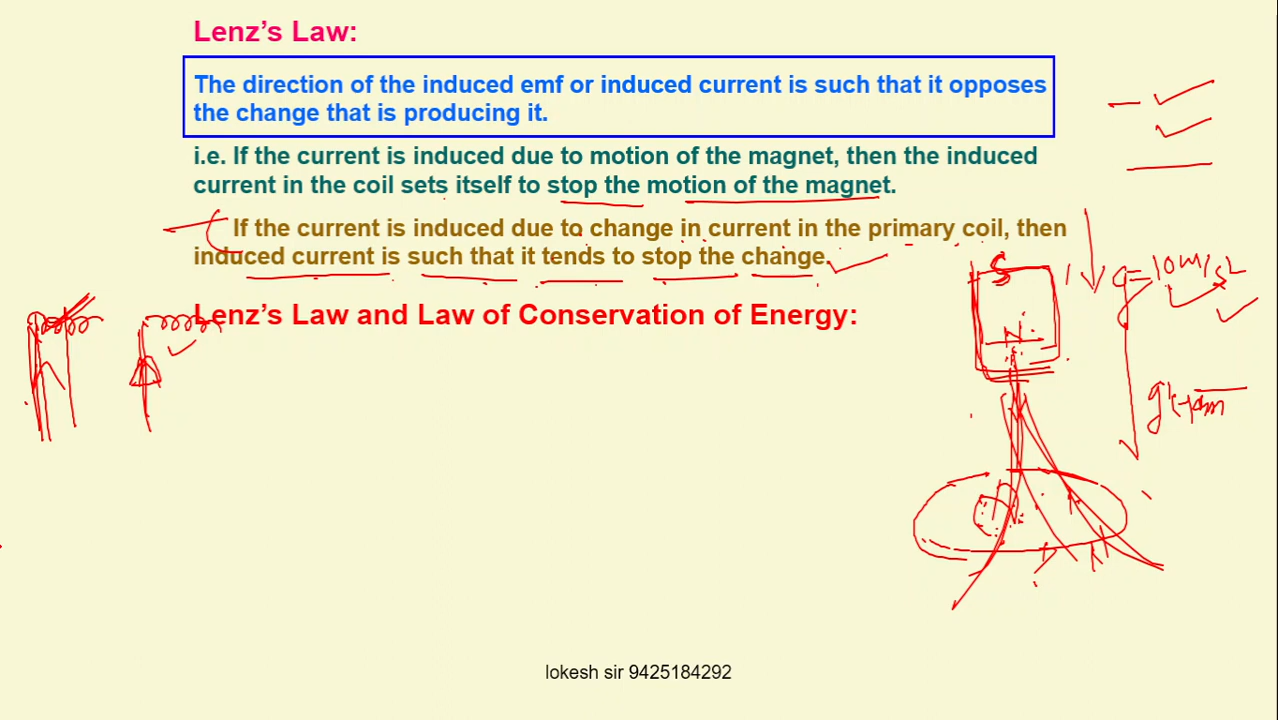 Lenz’s Law:
The direction of the induced emf or induced current is such that it opposes
the change that is producing it.
i.e. If the current is induced due to motion of the magnet, then the induced
current in the coil sets itself to stop the motion of the magnet.
If the current is induced due to change in current in the primary coil, then
induced current is such that it tends to stop the change.
S
g=10m/s2
Lenz’s Law and Law of Conservation of Energy:
N
lokesh sir 9425184292